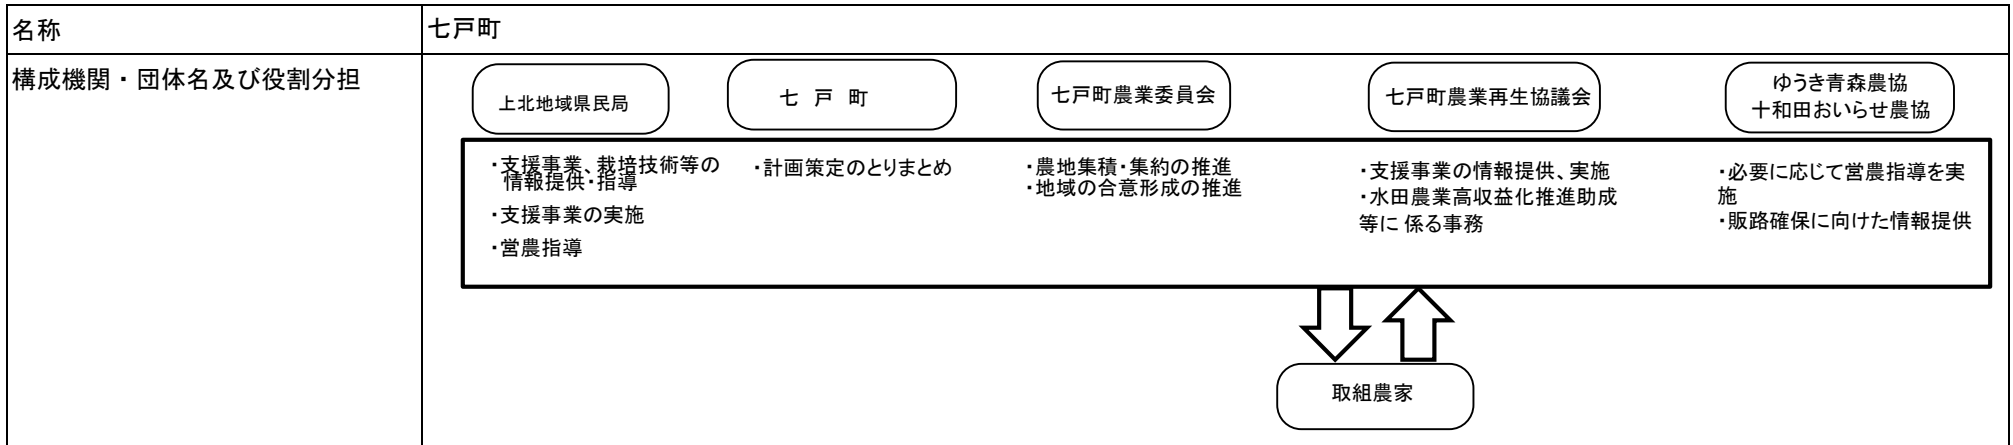 名称
七戸町
構成機関・団体名及び役割分担
上北地域県民局
七 戸 町
七戸町農業委員会
七戸町農業再生協議会
ゆうき青森農協
十和田おいらせ農協
・支援事業、栽培技術等の
情報提供・指導
・支援事業の実施
・営農指導
・計画策定のとりまとめ
・農地集積・集約の推進
・地域の合意形成の推進
・支援事業の情報提供、実施
・水田農業高収益化推進助成
等に 係る事務
・必要に応じて営農指導を実
施
・販路確保に向けた情報提供
取組農家